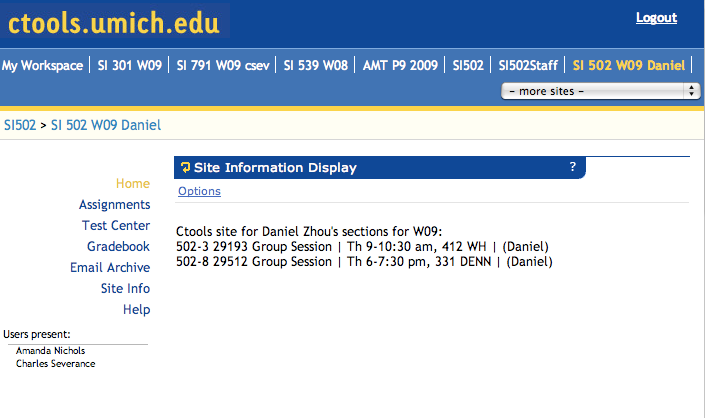 ctools.umich.edu
Logout
My Workspace | SI 301 W09 | SI 791 W09 csev | SI 539 W08 | AMT P9 2009 | SI502 | SI502Staff | SI 502 W09 Daniel |
- more sites -
SI502 > SI 502 W09 Daniel
Site Information Display ?
Options
Home
Assignments
Test Center
Gradebook
Email Archive
Site Info
Help
Ctools site for Daniel Zhou's sections for W09:
502-3 29193 Group Session | Th 9-10:30 am, 412 WH | (Daniel)
502-8 29512 Group Session | Th 6-7:30 pm, 331 DENN | (Daniel)
Users present:
Amanda Nichols
Charles Severance